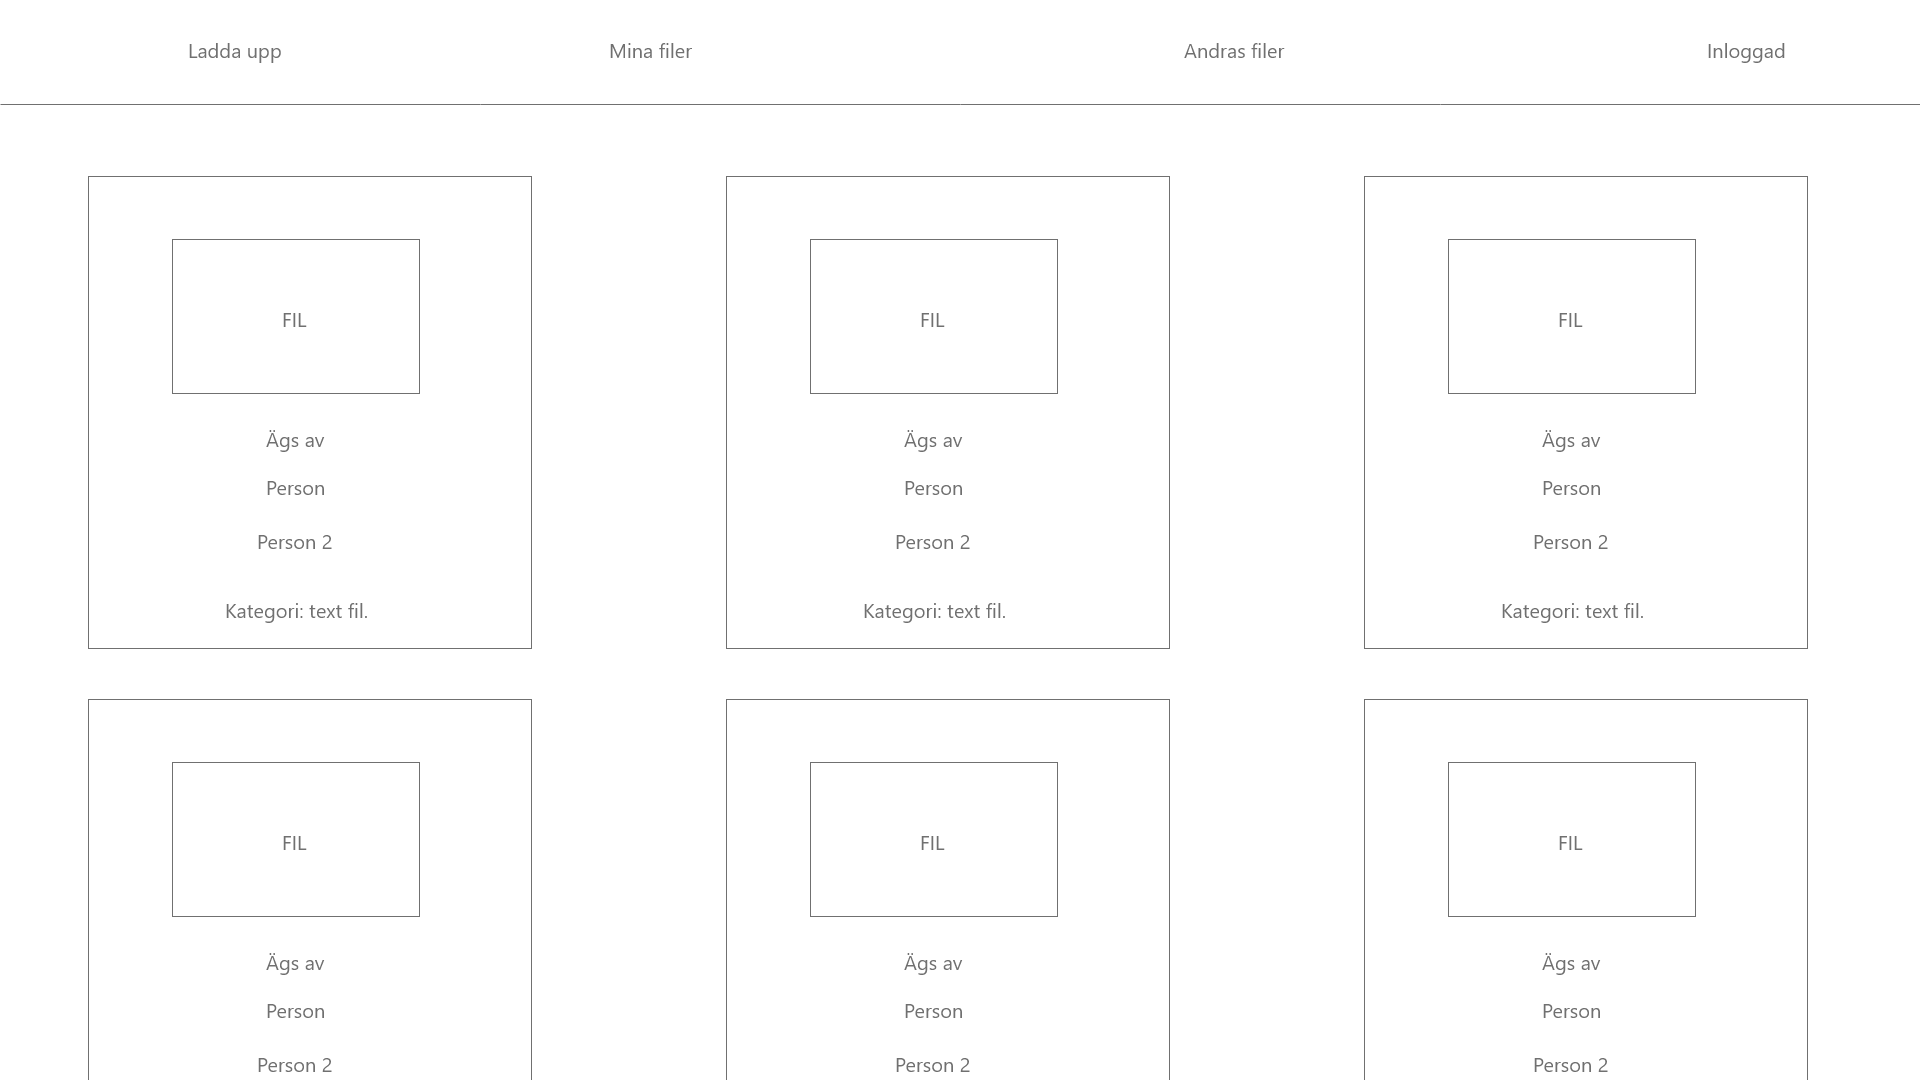 Ladda upp
Mina filer
Andras filer
Inloggad
FIL
Ägs av
Person
Person 2
Kategori: text fil.
FIL
Ägs av
Person
Person 2
Kategori: text fil.
FIL
Ägs av
Person
Person 2
Kategori: text fil.
FIL
Ägs av
Person
Person 2
FIL
Ägs av
Person
Person 2
FIL
Ägs av
Person
Person 2